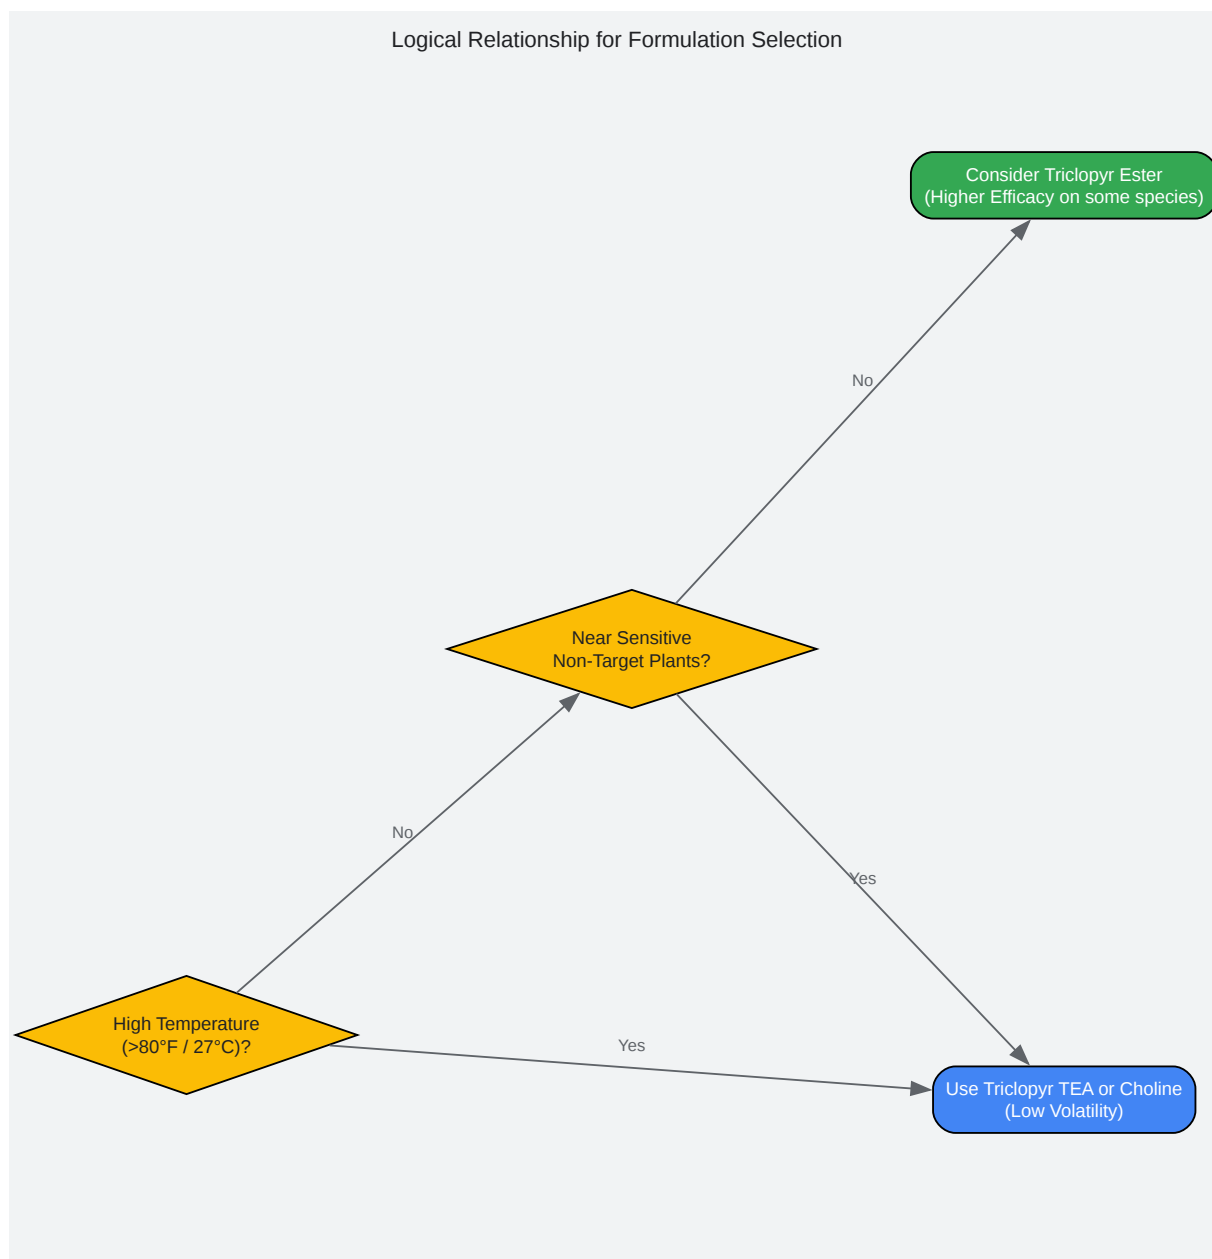 Logical Relationship for Formulation Selection
Consider Triclopyr Ester
(Higher Efficacy on some species)
No
Near Sensitive
Non-Target Plants?
No
Yes
High Temperature
(>80°F / 27°C)?
Yes
Use Triclopyr TEA or Choline
(Low Volatility)